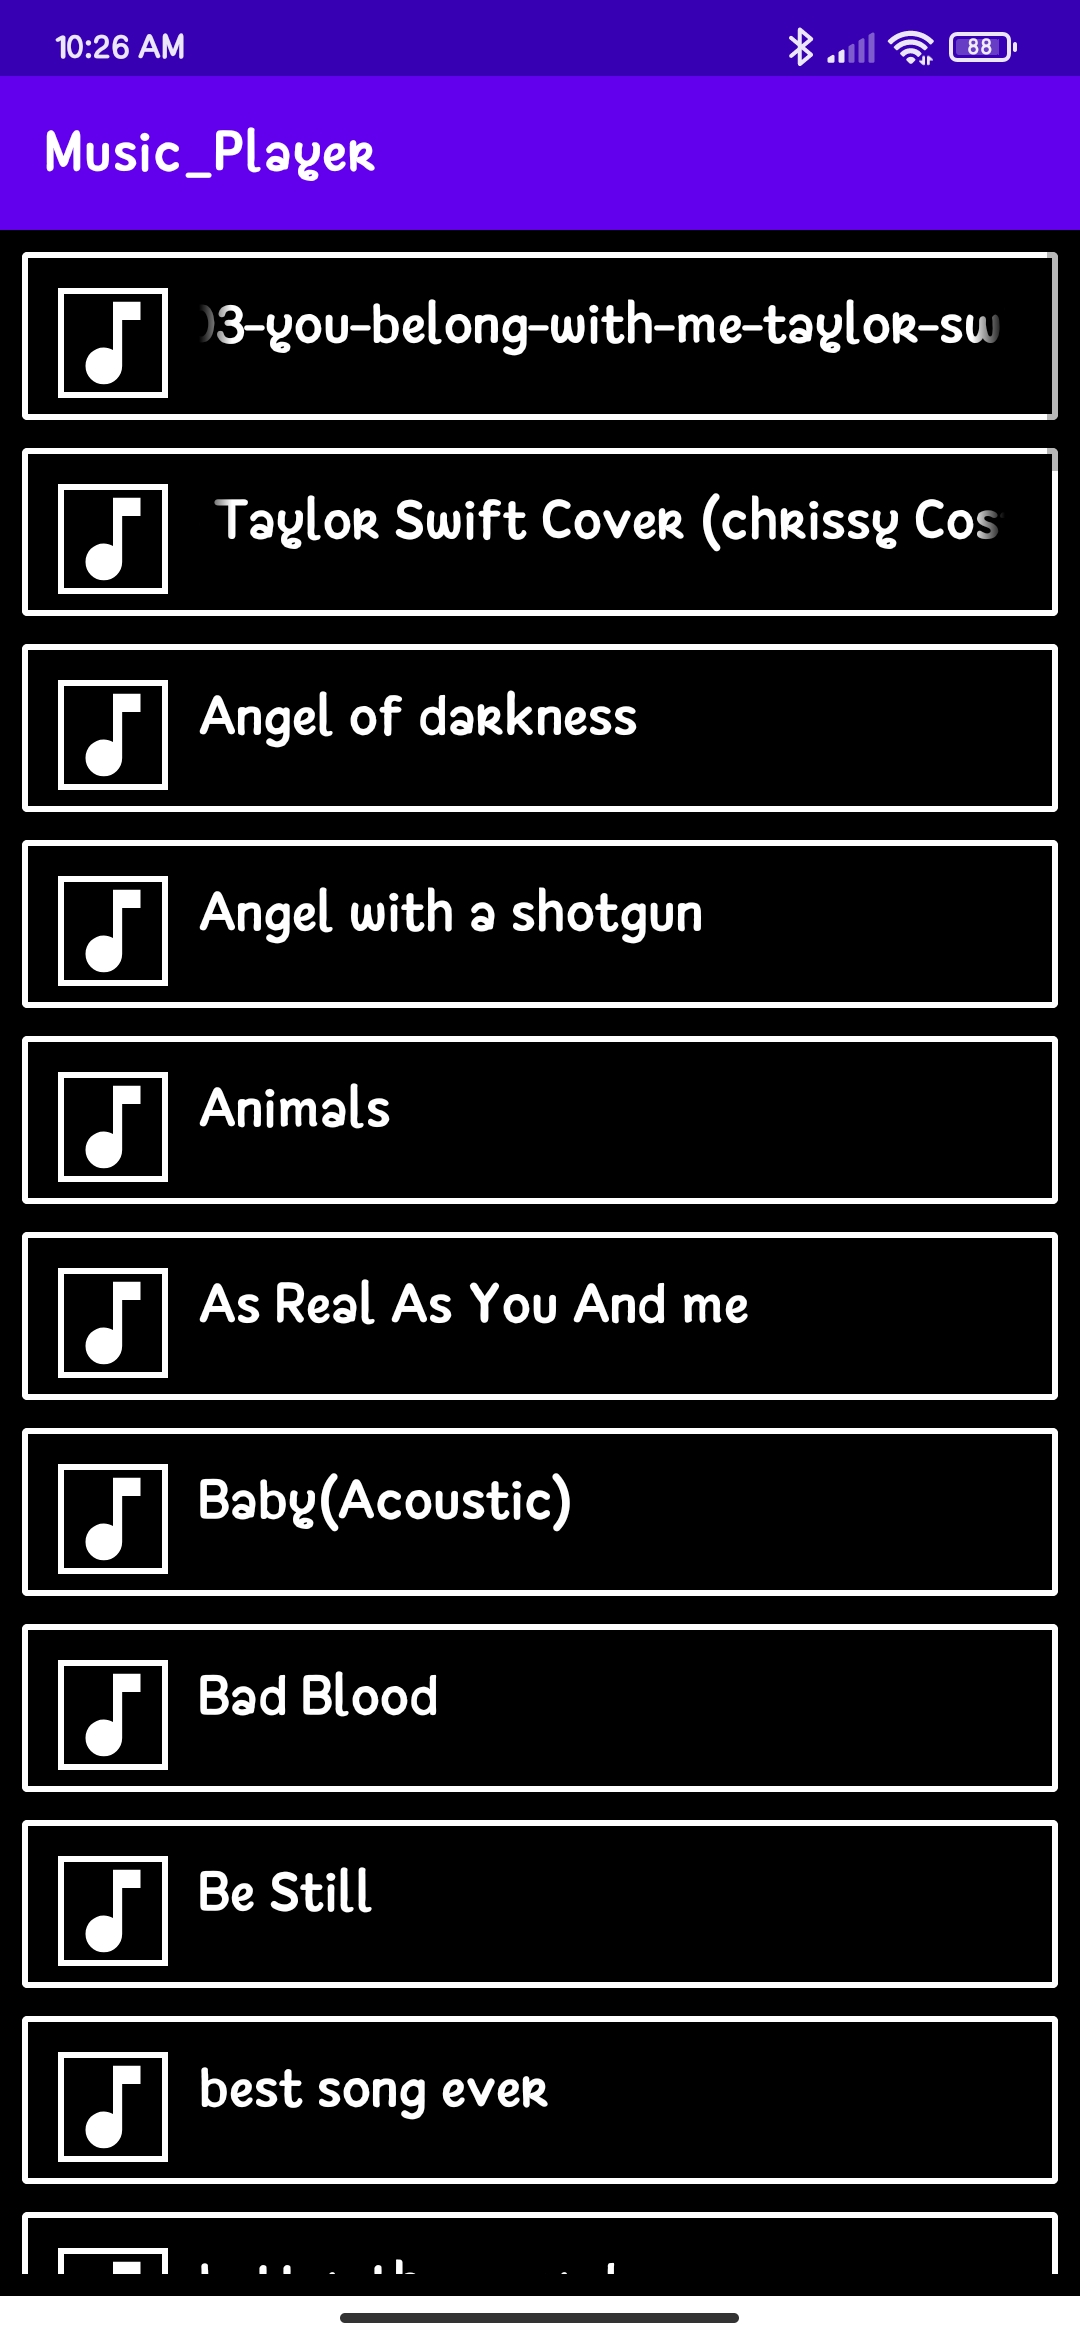 10:26 AM
88
Music_Player
3-you-belong-with-me-taylor-sw
Taylor Swift Cover (chrissy Cos
Angel of darkness
Angel with a shotgun
Animals
As Real As You And me
Baby(Acoustic)
Bad Blood
Be Still
best song ever